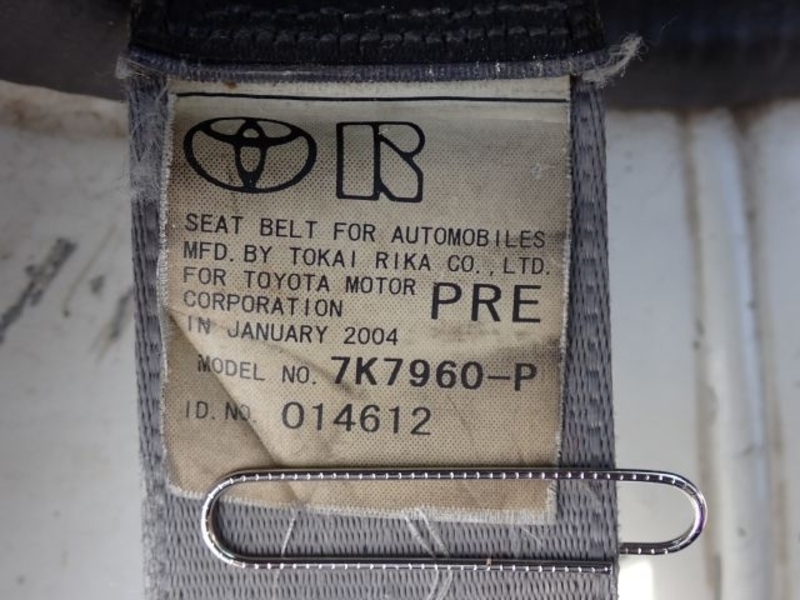 R
SEAT BELT FOR AUTOMOBILES
MFD. BY TOKAI RIKA CO., LTD.
FOR TOYOTA MOTOR
CORPORATION PRE
IN JANUARY 2004
MODEL NO. 7K7960-P
ID. NO. 014612